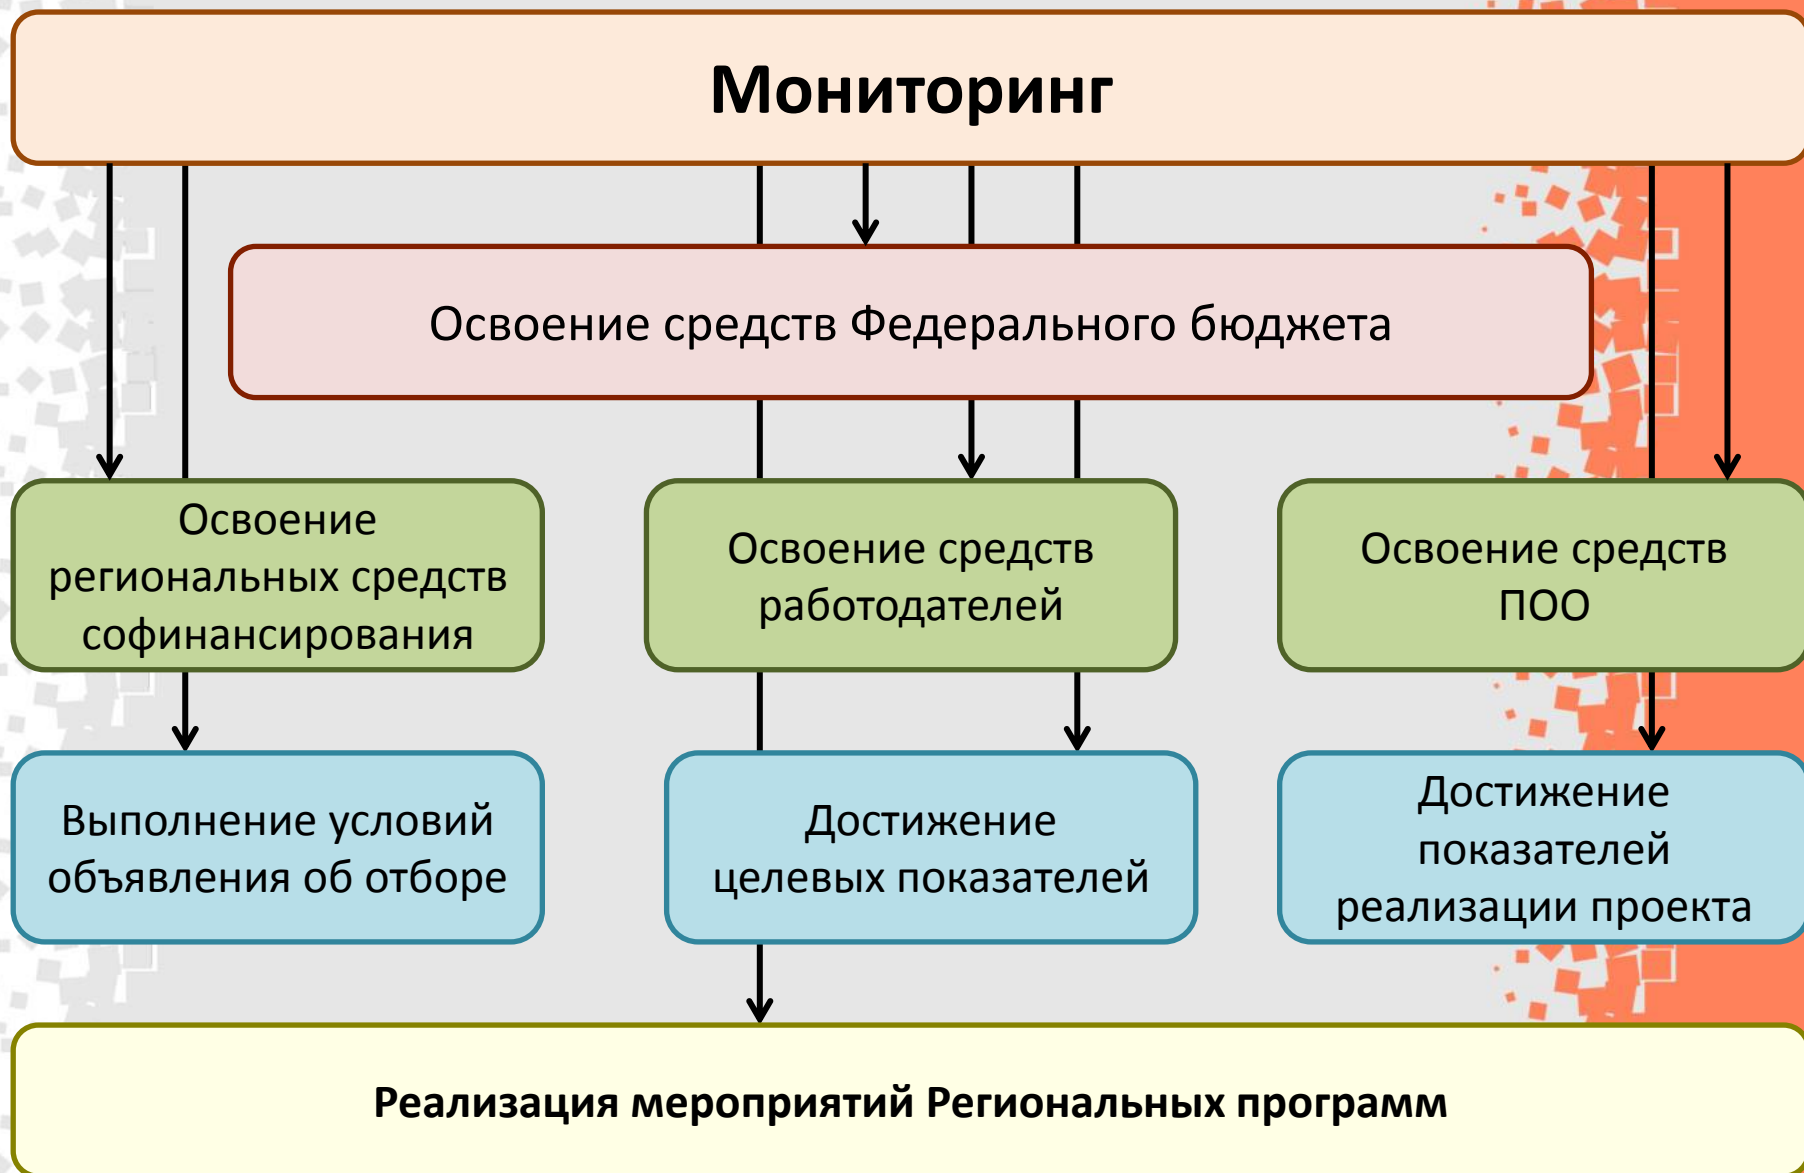 Мониторинг
Освоение средств Федерального бюджета
Освоение
региональных средств
софинансирования
Освоение средств
работодателей
Освоение средств
ПОО
Выполнение условий
объявления об отборе
Достижение
целевых показателей
Достижение
показателей
реализации проекта
Реализация мероприятий Региональных программ